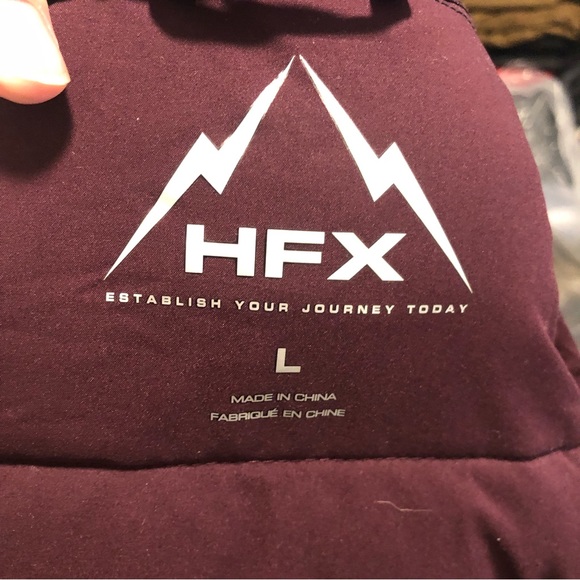 HFX
ESTABLISH YOUR JOURNEY TODAY
L
MADE IN CHINA
FABRIQUÉ EN CHINE